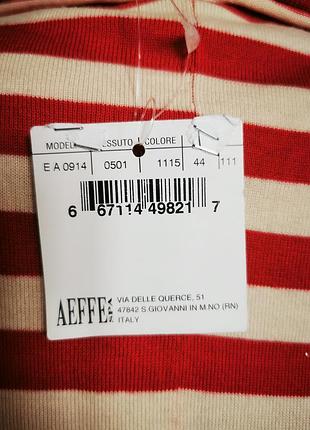 MODEL ESSUTO COLORE
E A 0914 0501 1115 44 111
6 67114 49821 7
AEFFE SPA
VIA DELLE QUERCE, 51
47842 S.GIOVANNI IN M.NO (RN)
ITALY